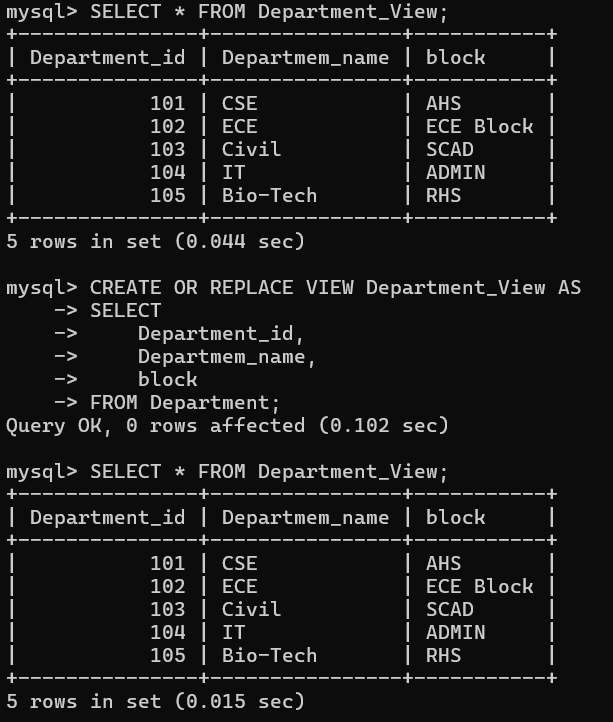 mysql> SELECT * FROM Department_View;
+---------------+-----------------+-----------+
| Department_id | Departmem_name | block     |
+---------------+-----------------+-----------+
|           101 | CSE             | AHS       |
|           102 | ECE             | ECE Block |
|           103 | Civil           | SCAD      |
|           104 | IT              | ADMIN     |
|           105 | Bio-Tech        | RHS       |
+---------------+-----------------+-----------+
5 rows in set (0.044 sec)

mysql> CREATE OR REPLACE VIEW Department_View AS
    -> SELECT
    ->     Department_id,
    ->     Departmem_name,
    ->     block
    -> FROM Department;
Query OK, 0 rows affected (0.102 sec)

mysql> SELECT * FROM Department_View;
+---------------+-----------------+-----------+
| Department_id | Departmem_name | block     |
+---------------+-----------------+-----------+
|           101 | CSE             | AHS       |
|           102 | ECE             | ECE Block |
|           103 | Civil           | SCAD      |
|           104 | IT              | ADMIN     |
|           105 | Bio-Tech        | RHS       |
+---------------+-----------------+-----------+
5 rows in set (0.015 sec)